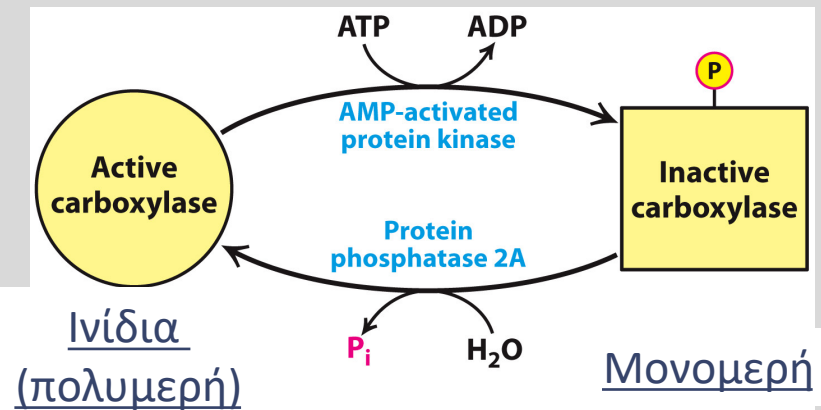 ATP ADP
P
AMP-activated
protein kinase
Active
carboxylase
Inactive
carboxylase
Protein
phosphatase 2A
Pi H2O
Ινίδια
(πολυμερή)
Μονομερή